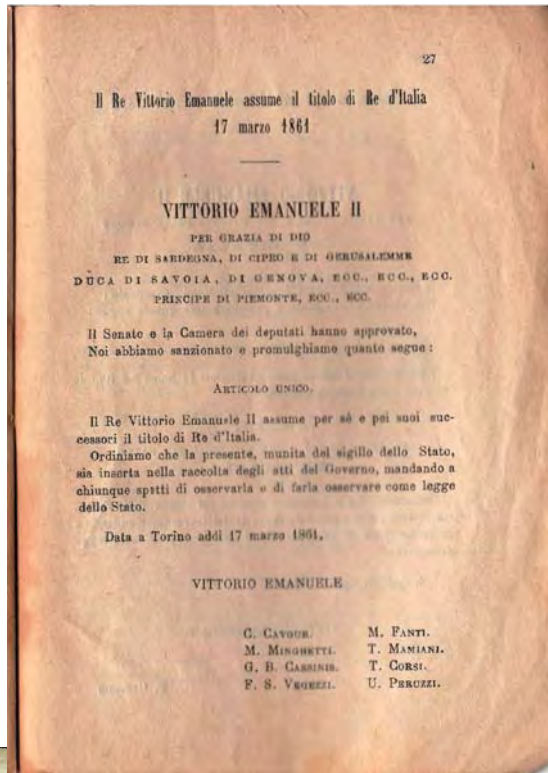 27
Il Re Vittorio Emanuele assume il titolo di Re d'Italia
17 marzo 1861
VITTORIO EMANUELE II
PER GRAZIA DI DIO
RE DI SARDEGNA, DI CIPRO E DI GERUSALEMME
DUCA DI SAVOIA, DI GENOVA, ECC., ECC., ECC.
PRINCIPE DI PIEMONTE, ECC., ECC.
Il Senato e la Camera dei deputati hanno approvato,
Noi abbiamo sanzionato e promulghiamo quanto segue:
ARTICOLO UNICO.
Il Re Vittorio Emanuele II assume per sè e pei suoi suc-
cessori il titolo di Re d'Italia.
Ordiniamo che la presente, munita del sigillo dello Stato,
sia inserta nella raccolta degli atti del Governo, mandando a
chiunque spetti di osservarla e di farla osservare come legge
dello Stato.
Data a Torino addì 17 marzo 1861.
VITTORIO EMANUELE
C. CAVOUR. M. FANTI.
M. MINGHETTI. T. MAMIANI.
G. B. CASSINIS. T. CORSI.
F. S. VEGEZZI. U. PERUZZI.